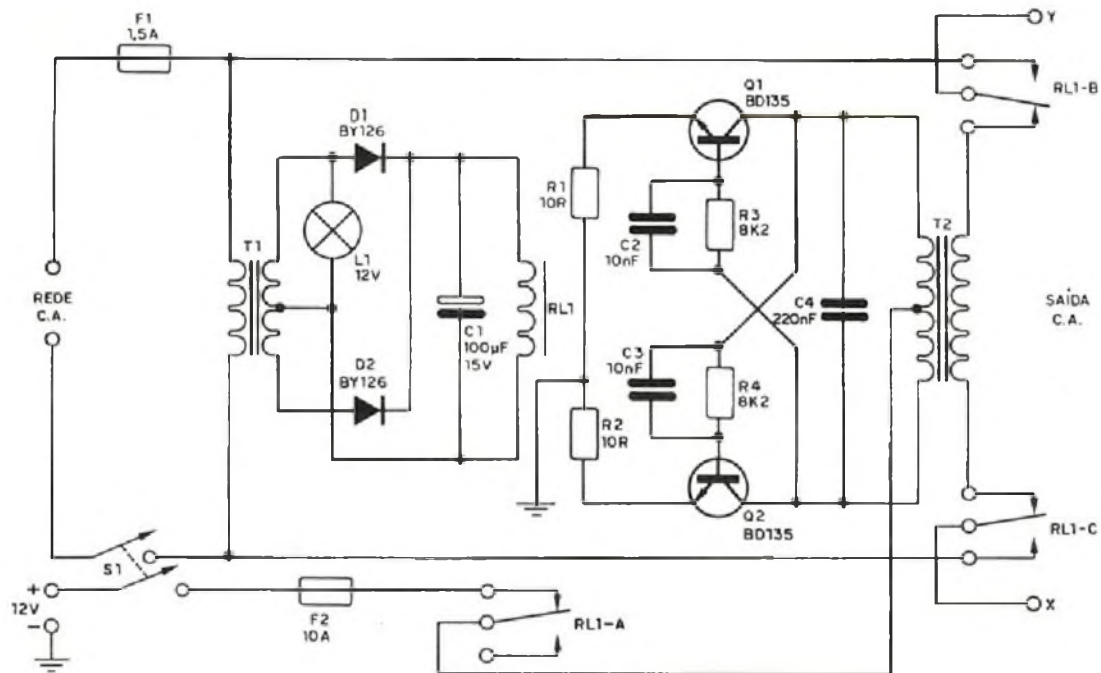 F1
1,5A
Y
RL1-B
Q1
BD135
D1
BY126
R1
10R
R3
8K2
C2
10nF
T1
L1
12V
T2
REDE
C.A.
RL1
C4
220nF
SAÍDA
C.A.
C1
100µF
15V
C3
10nF
D2
BY126
R4
8K2
R2
10R
Q2
BD135
RL1-C
S1
+
12V
-
F2
10A
RL1-A
X